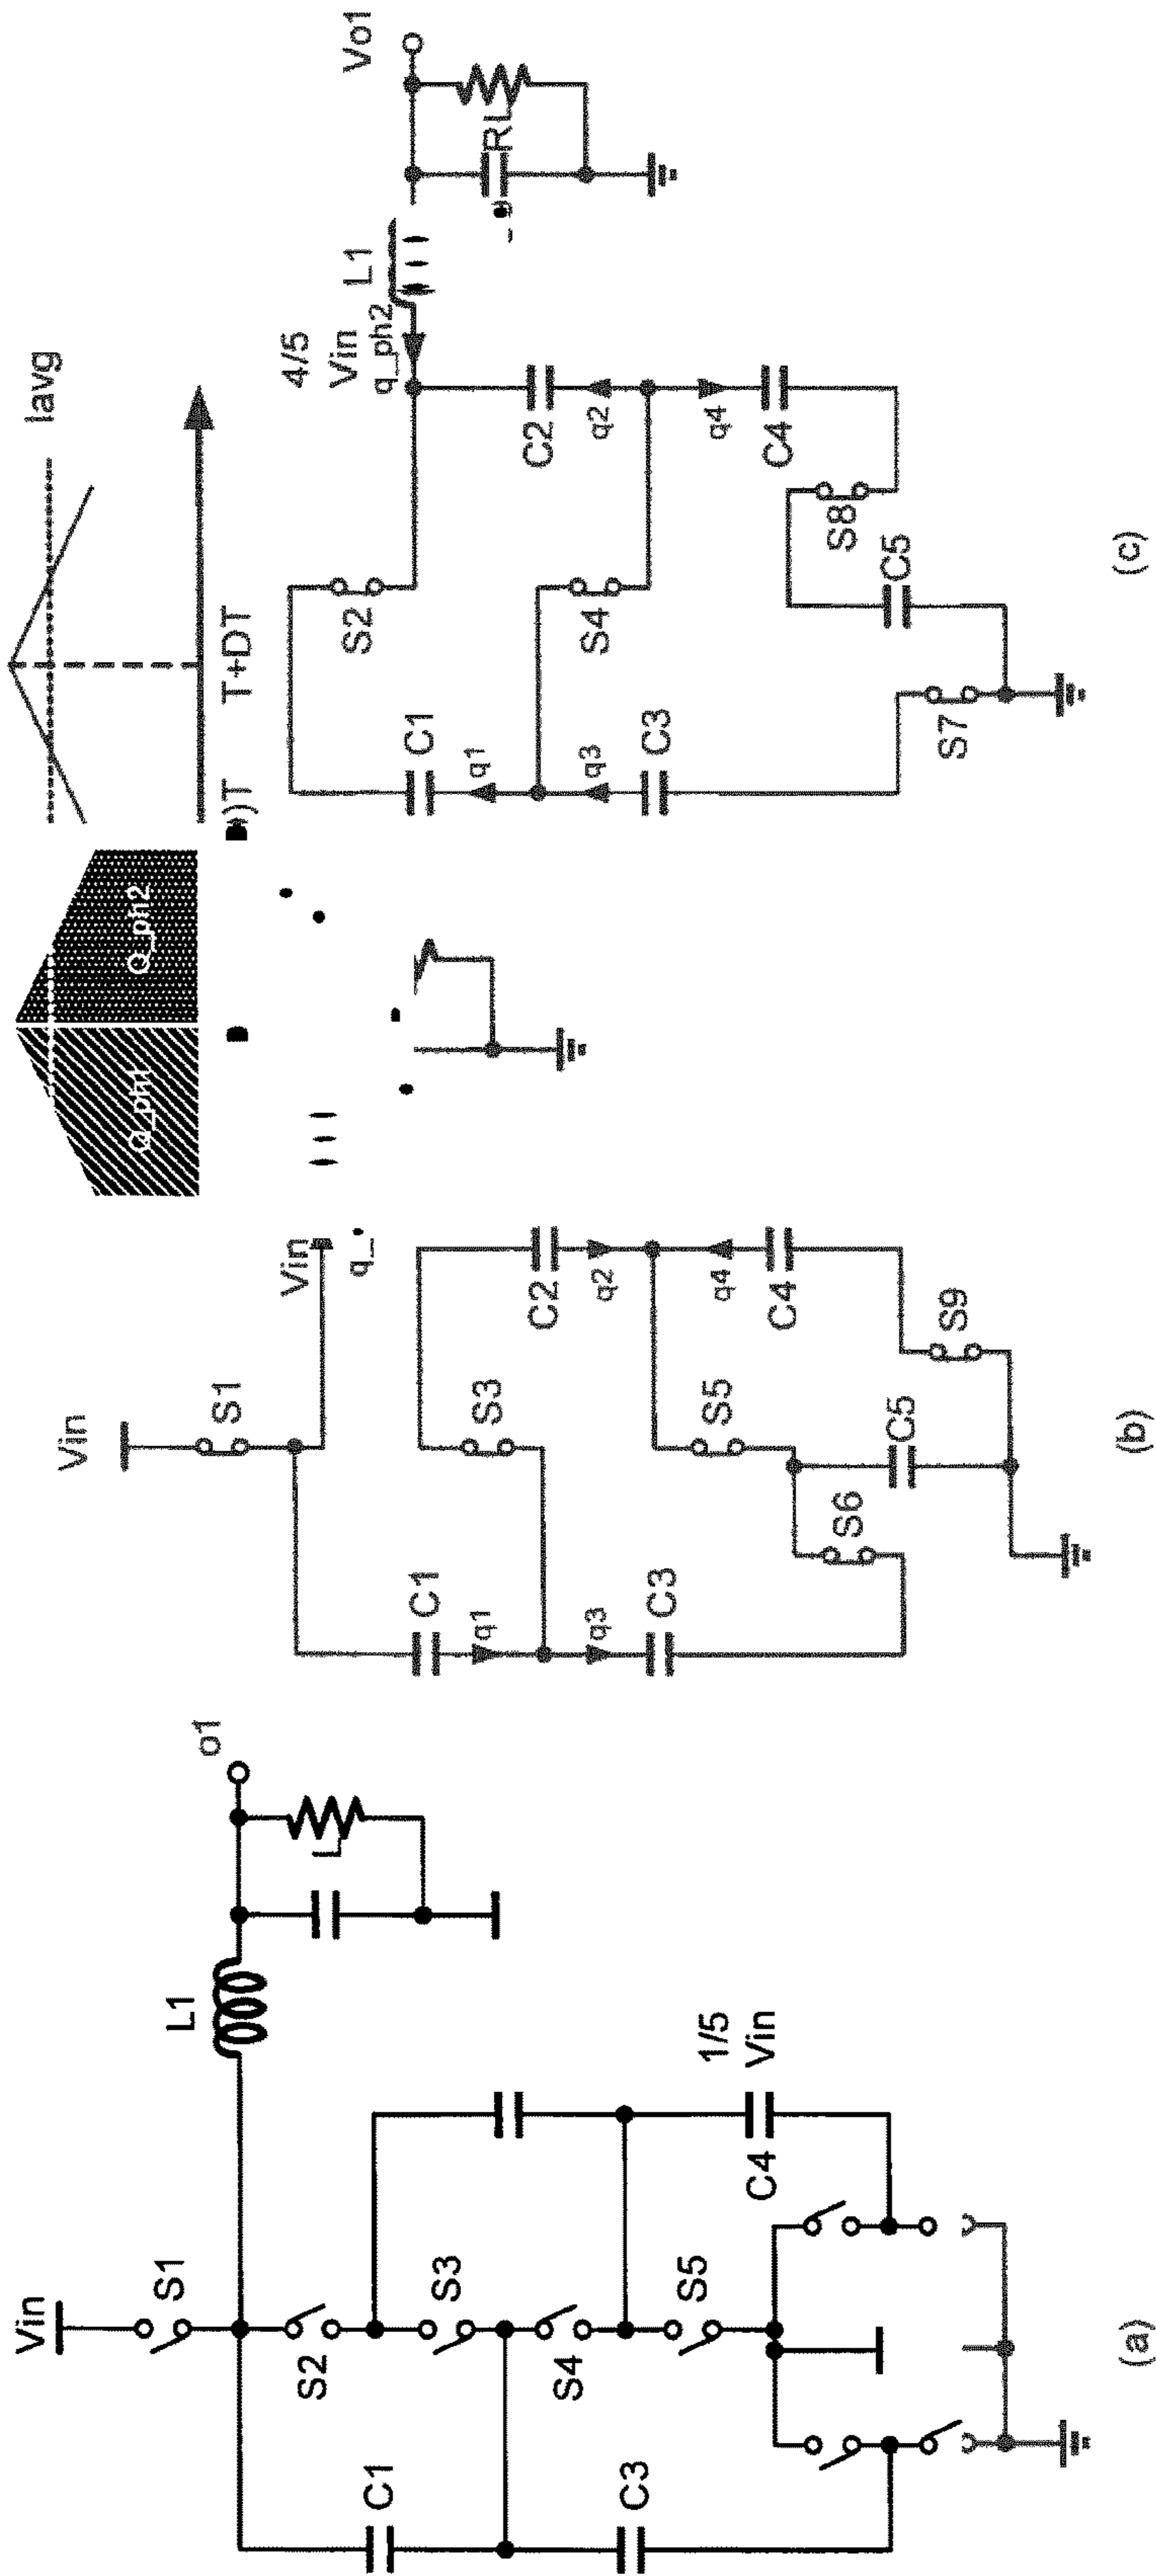 Vin
S1
L1
o1
S2
C1
S3
S4
C3
S5
C4
1/5
Vin
(a)
Vin
S1
Vin
q_
C1
q1
S3
C2
q2
q3
C3
S5
S6
C5
q4
C4
S9
(b)
Q_ph1
Q_ph2
Iavg
)T
T+DT
4/5
Vin
q_ph2
L1
Vo1
RL
S2
C1
q1
C2
q2
S4
q3
C3
q4
C4
S8
C5
S7
(c)